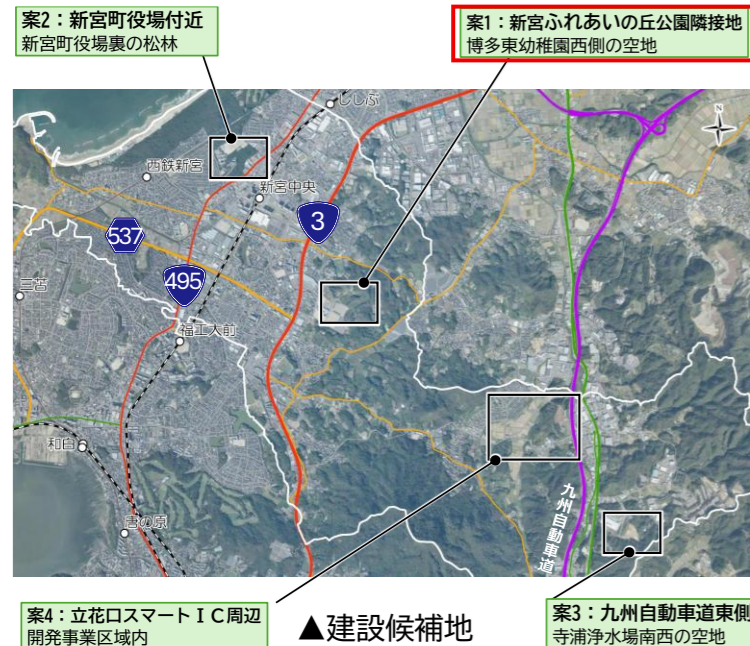 案2：新宮町役場付近
新宮町役場裏の松林
案1：新宮ふれあいの丘公園隣接地
博多東幼稚園西側の空地
N
ししぶ
西鉄新宮
新宮中央
3
537
495
三苫
福工大前
和白
唐の原
九州自動車道
案4：立花口スマートＩＣ周辺
開発事業区域内
▲建設候補地
案3：九州自動車道東側
寺浦浄水場南西の空地